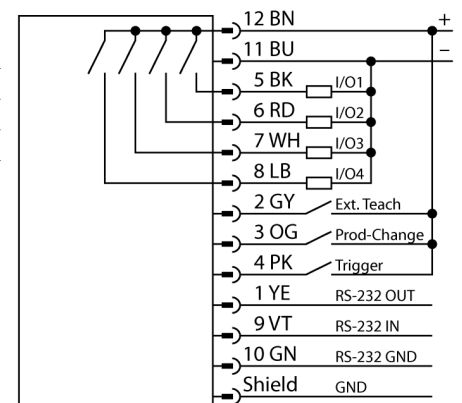 12 BN +
11 BU –
5 BK I/O1
6 RD I/O2
7 WH I/O3
8 LB I/O4
2 GY Ext. Teach
3 OG Prod-Change
4 PK Trigger
1 YE RS-232 OUT
9 VT RS-232 IN
10 GN RS-232 GND
Shield GND